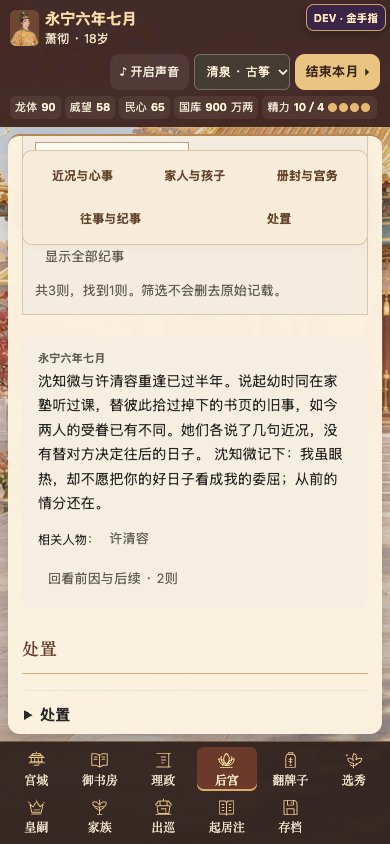 永宁六年七月
萧彻 · 18岁
DEV · 金手指
♪ 开启声音
清泉 · 古筝
结束本月
龙体 90
威望 58
民心 65
国库 900 万两
精力 10 / 4
近况与心事
家人与孩子
册封与宫务
往事与纪事
处置
显示全部纪事
共3则，找到1则。筛选不会删去原始记载。
永宁六年七月
沈知微与许清容重逢已过半年。说起幼时同在家
塾听过课，替彼此拾过掉下的书页的旧事，如今
两人的受眷已有不同。她们各说了几句近况，没
有替对方决定往后的日子。 沈知微记下：我虽眼
热，却不愿把你的好日子看成我的委屈；从前的
情分还在。
相关人物： 许清容
回看前因与后续 · 2则
处置
▶ 处置
宫城
御书房
理政
后宫
翻牌子
选秀
皇嗣
家族
出巡
起居注
存档